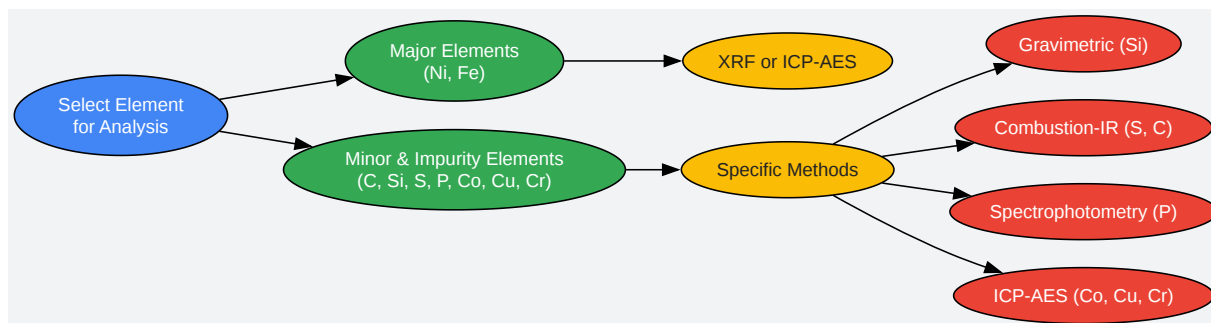 Select Element
for Analysis
Major Elements
(Ni, Fe)
Minor & Impurity Elements
(C, Si, S, P, Co, Cu, Cr)
XRF or ICP-AES
Specific Methods
Gravimetric (Si)
Combustion-IR (S, C)
Spectrophotometry (P)
ICP-AES (Co, Cu, Cr)